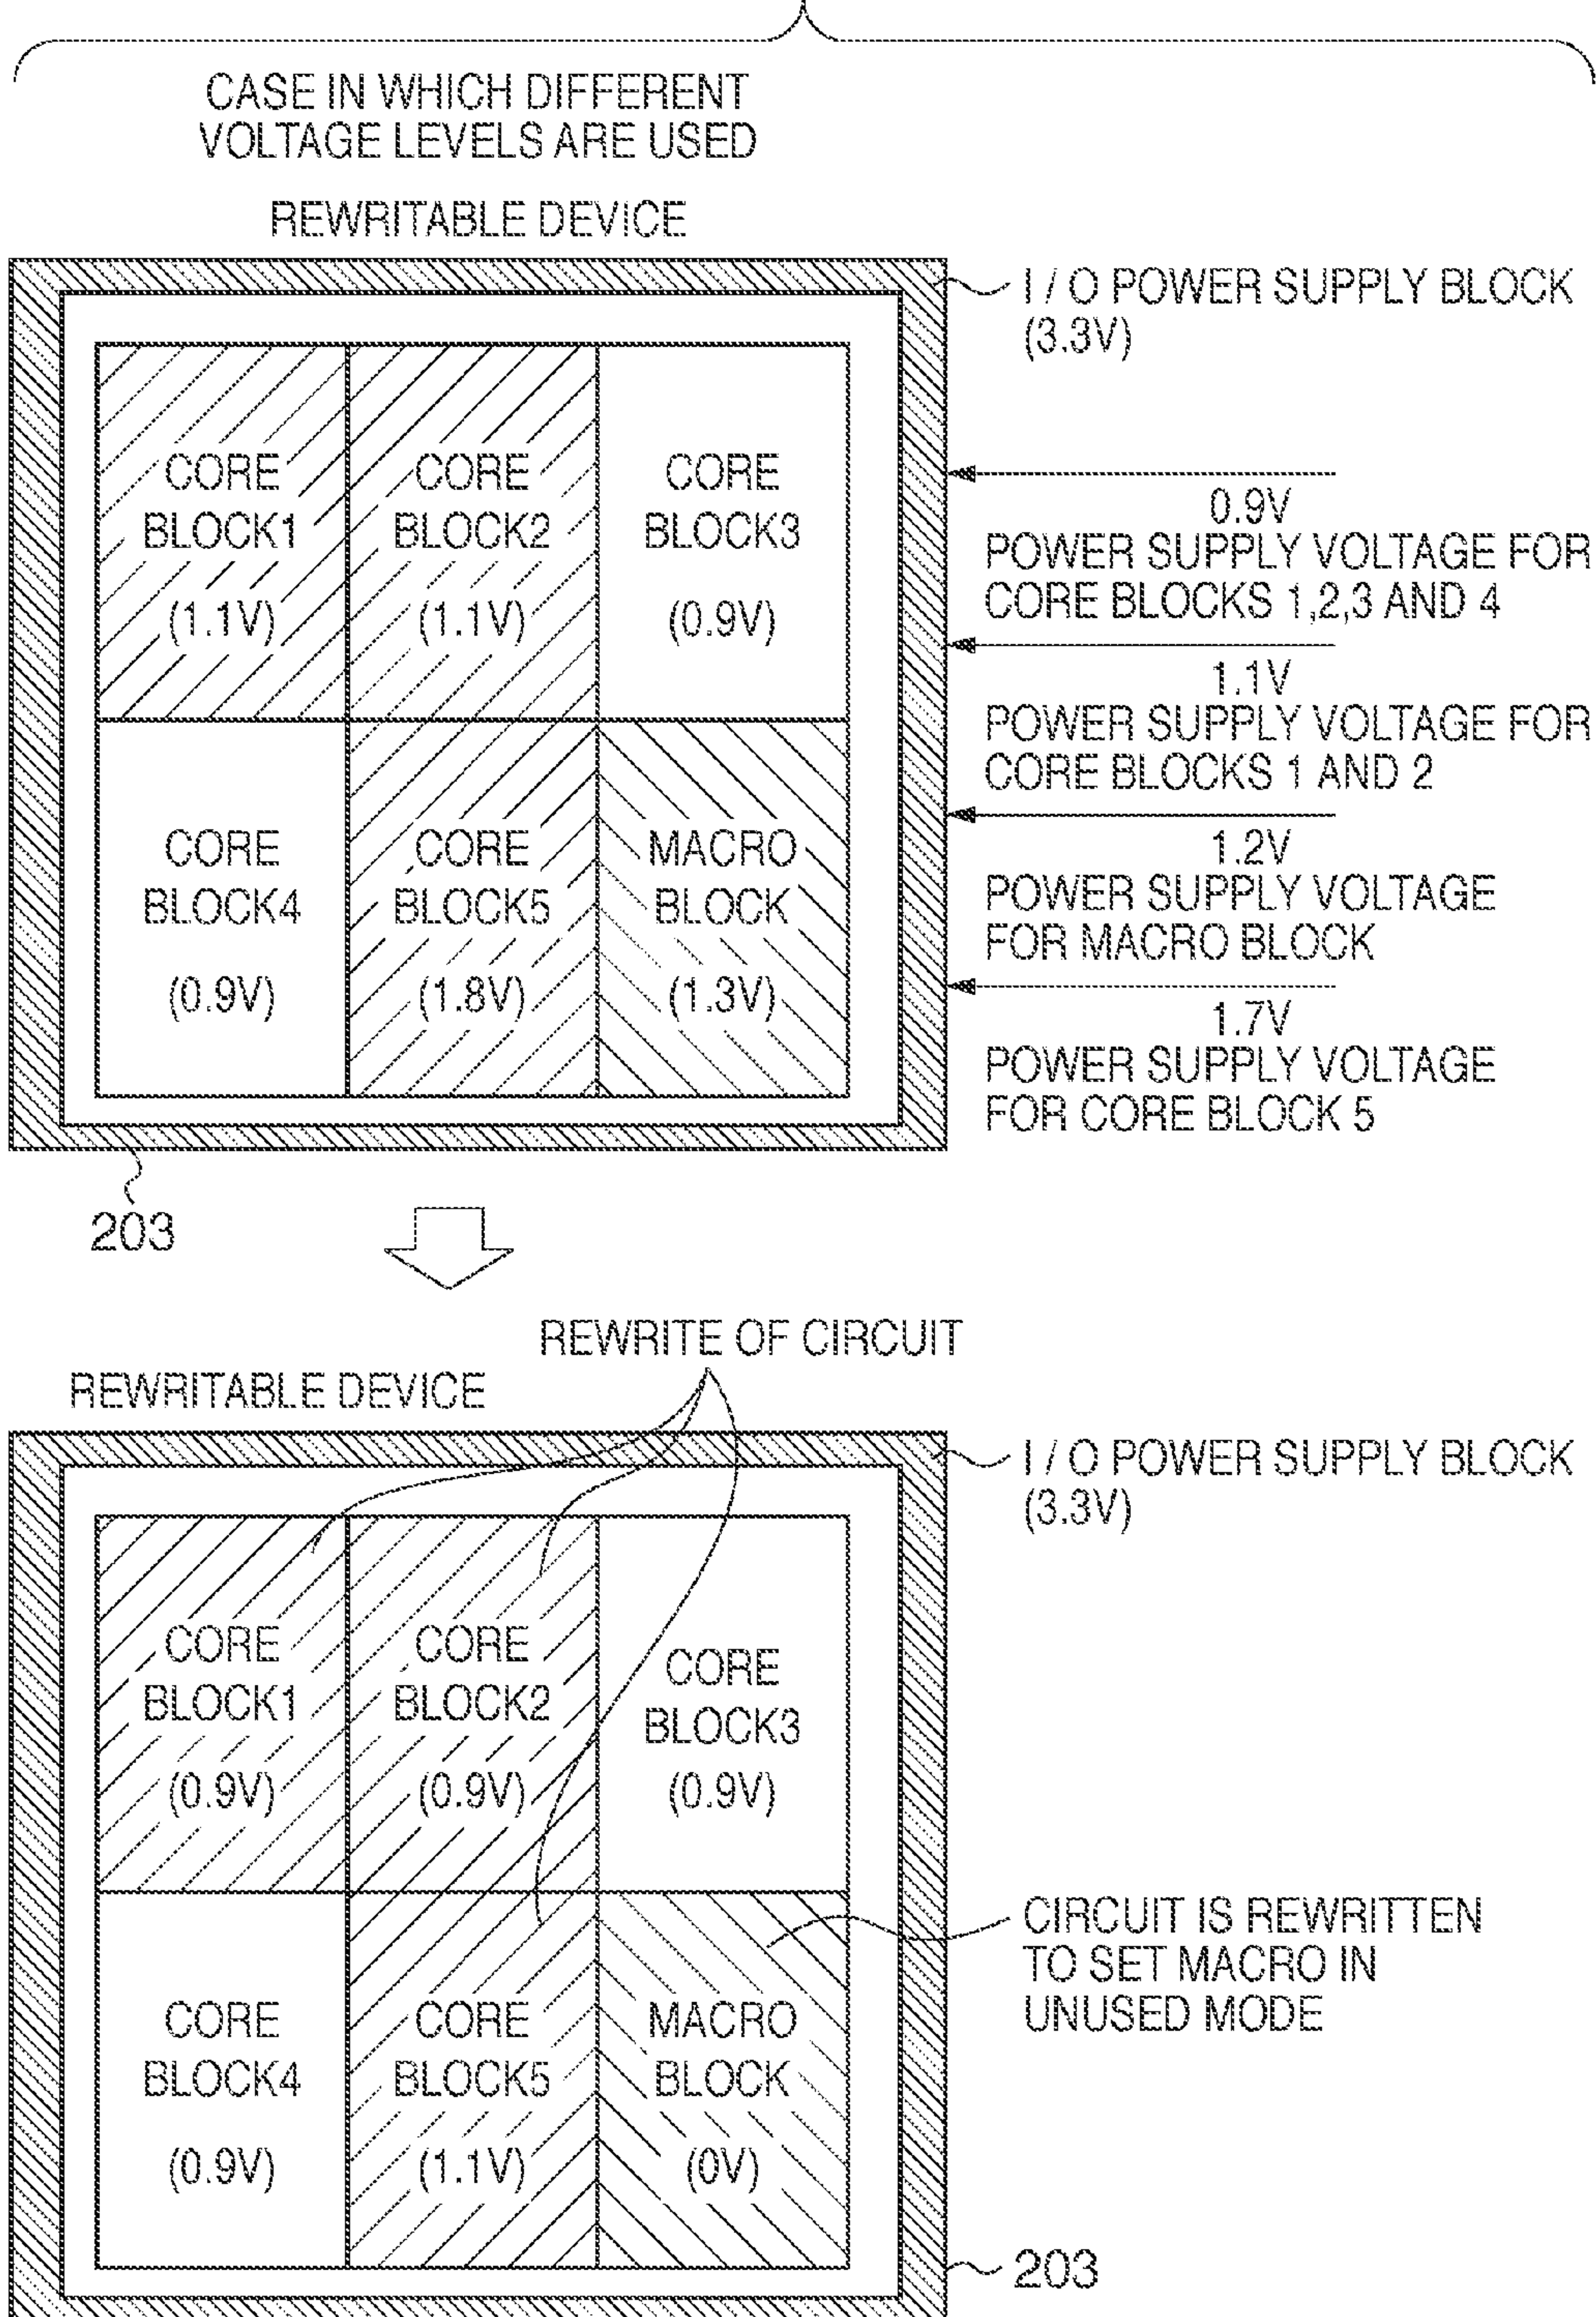 CASE IN WHICH DIFFERENT
VOLTAGE LEVELS ARE USED
REWRITABLE DEVICE
I / O POWER SUPPLY BLOCK
(3.3V)
CORE
BLOCK1
(1.1V)
CORE
BLOCK2
(1.1V)
CORE
BLOCK3
(0.9V)
CORE
BLOCK4
(0.9V)
CORE
BLOCK5
(1.8V)
MACRO
BLOCK
(1.3V)
0.9V
POWER SUPPLY VOLTAGE FOR
CORE BLOCKS 1,2,3 AND 4
1.1V
POWER SUPPLY VOLTAGE FOR
CORE BLOCKS 1 AND 2
1.2V
POWER SUPPLY VOLTAGE
FOR MACRO BLOCK
1.7V
POWER SUPPLY VOLTAGE
FOR CORE BLOCK 5
203
REWRITE OF CIRCUIT
REWRITABLE DEVICE
I / O POWER SUPPLY BLOCK
(3.3V)
CORE
BLOCK1
(0.9V)
CORE
BLOCK2
(0.9V)
CORE
BLOCK3
(0.9V)
CORE
BLOCK4
(0.9V)
CORE
BLOCK5
(1.1V)
MACRO
BLOCK
(0V)
CIRCUIT IS REWRITTEN
TO SET MACRO IN
UNUSED MODE
203